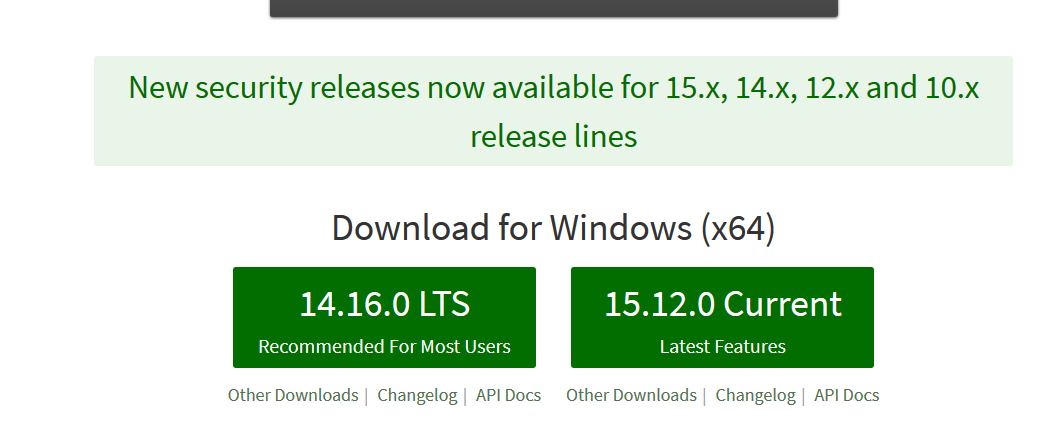 New security releases now available for 15.x, 14.x, 12.x and 10.x
release lines
Download for Windows (x64)
14.16.0 LTS
Recommended For Most Users
15.12.0 Current
Latest Features
Other Downloads | Changelog | API Docs
Other Downloads | Changelog | API Docs